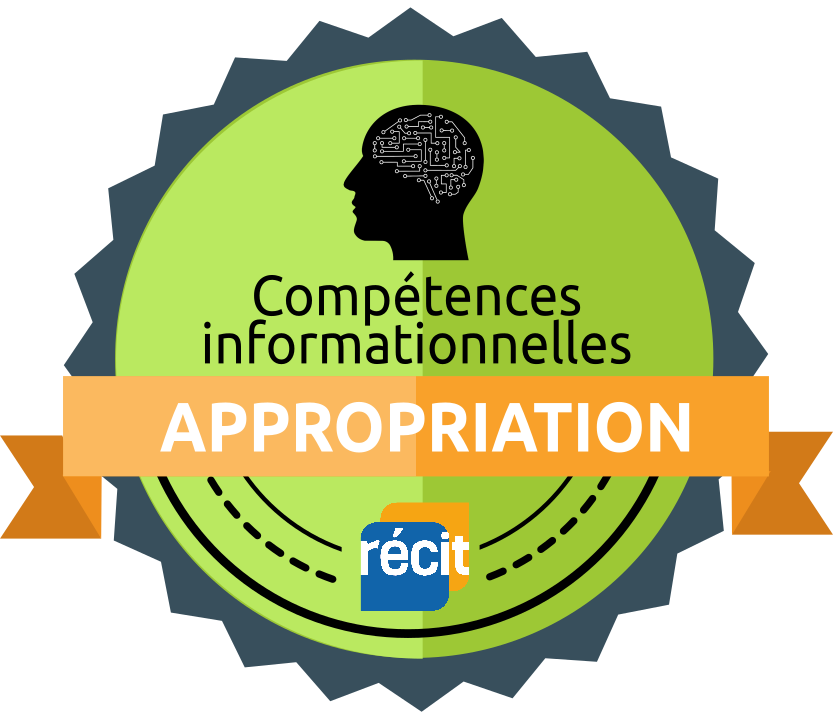 Compétences
informationnelles
APPROPRIATION
récit